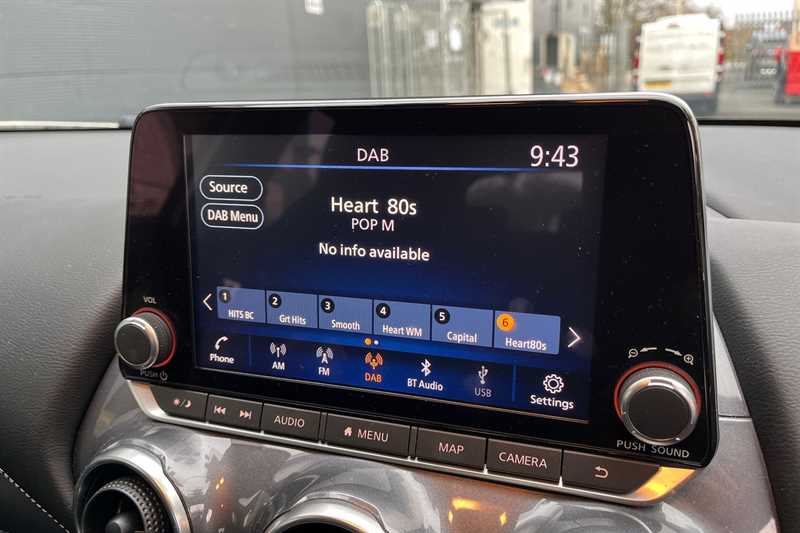 DAB
9:43
Source
DAB Menu
Heart 80s
POP M
No info available
1 2 3 4 5 6
HITS BC Grt Hits Smooth Heart WM Capital Heart80s
Phone AM FM DAB BT Audio USB Settings
VOL
PUSH
PUSH SOUND
AUDIO MENU MAP CAMERA